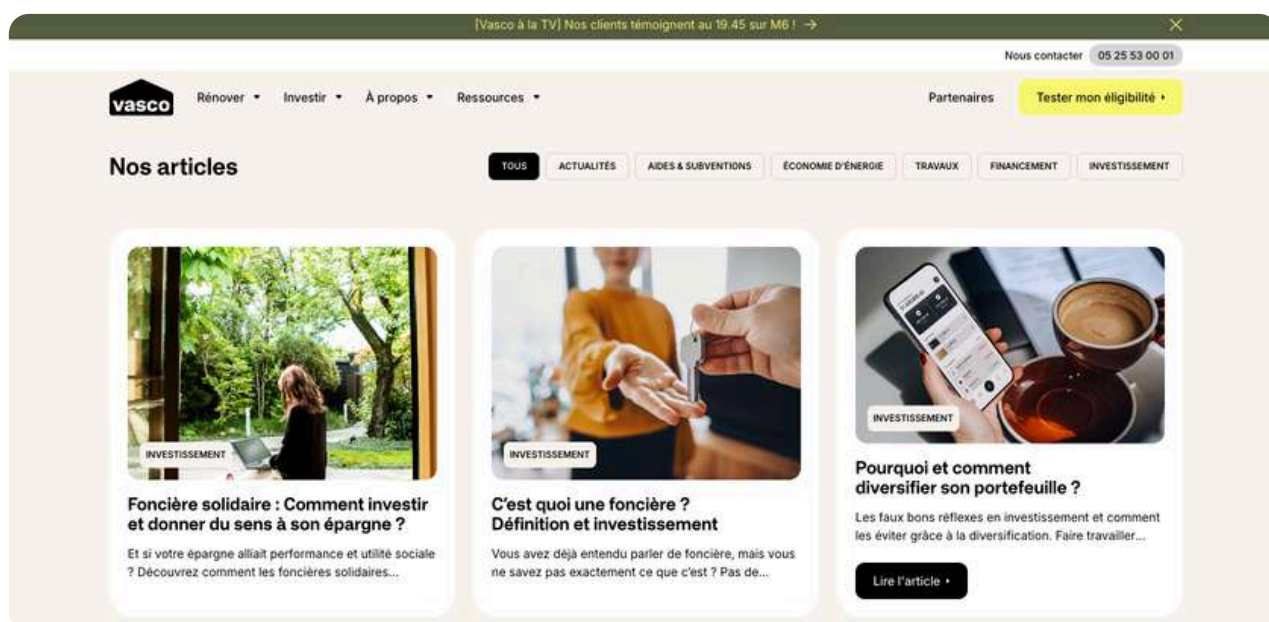 [Vasco à la TV] Nos clients témoignent au 19.45 sur M6 ! →
Nous contacter 05 25 53 00 01
vasco Rénover Investir À propos Ressources Partenaires Tester mon éligibilité
Nos articles TOUS ACTUALITÉS AIDES & SUBVENTIONS ÉCONOMIE D'ÉNERGIE TRAVAUX FINANCEMENT INVESTISSEMENT
INVESTISSEMENT
Foncière solidaire : Comment investir
et donner du sens à son épargne ?
Et si votre épargne alliait performance et utilité sociale
? Découvrez comment les foncières solidaires...
INVESTISSEMENT
C'est quoi une foncière ?
Définition et investissement
Vous avez déjà entendu parler de foncière, mais vous
ne savez pas exactement ce que c'est ? Pas de...
INVESTISSEMENT
Pourquoi et comment
diversifier son portefeuille ?
Les faux bons réflexes en investissement et comment
les éviter grâce à la diversification. Faire travailler...
Lire l'article